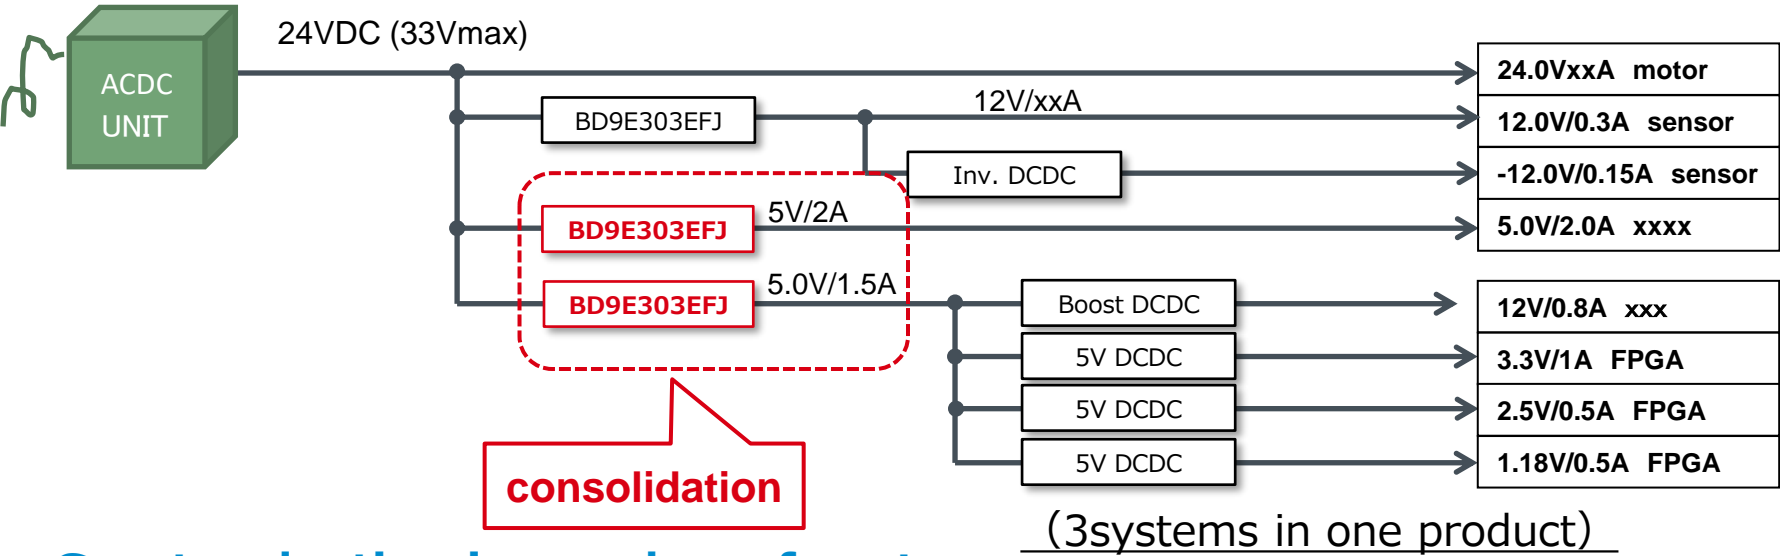 24VDC (33Vmax)
ACDC
UNIT
24.0VxxA motor
12V/xxA
BD9E303EFJ
12.0V/0.3A sensor
Inv. DCDC
-12.0V/0.15A sensor
5V/2A
BD9E303EFJ
5.0V/2.0A xxxx
5.0V/1.5A
BD9E303EFJ
Boost DCDC
12V/0.8A xxx
5V DCDC
3.3V/1A FPGA
5V DCDC
2.5V/0.5A FPGA
5V DCDC
1.18V/0.5A FPGA
consolidation
(3systems in one product)